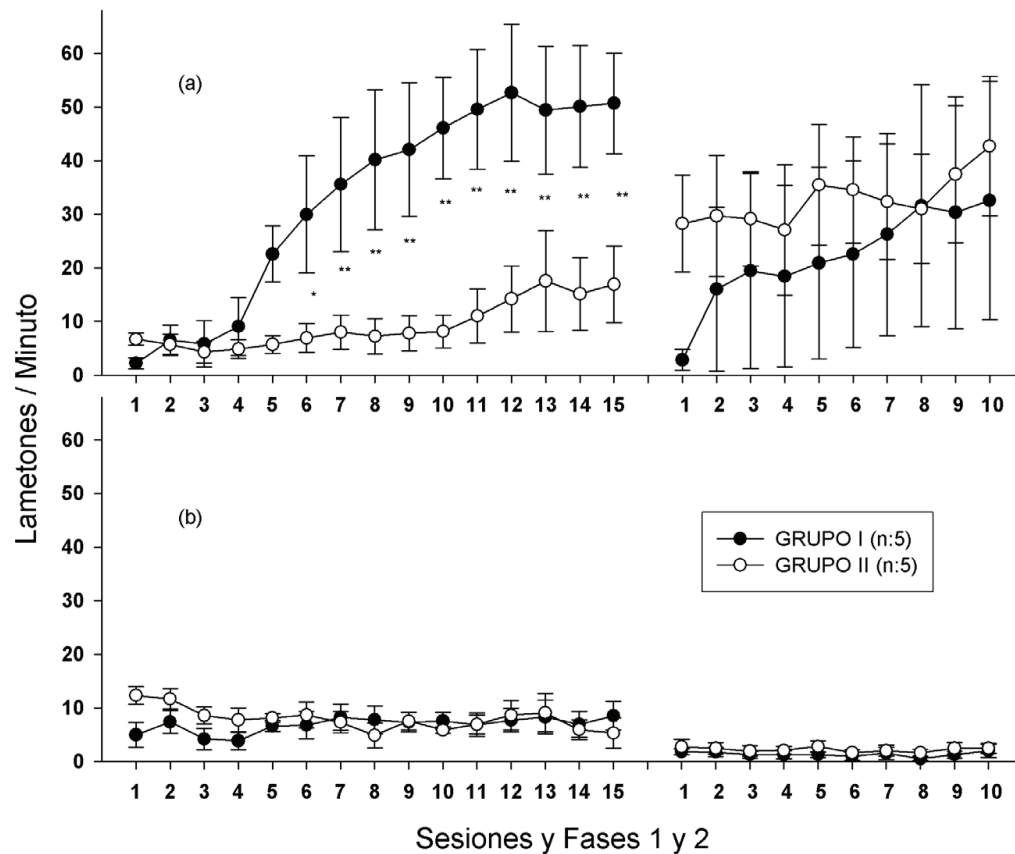 Lametones / Minuto
60
50
40
30
20
10
0
(a)
* ** ** ** ** ** ** ** ** **
1 2 3 4 5 6 7 8 9 10 11 12 13 14 15 1 2 3 4 5 6 7 8 9 10
60
50
40
30
20
10
0
(b)
GRUPO I (n:5)
GRUPO II (n:5)
1 2 3 4 5 6 7 8 9 10 11 12 13 14 15 1 2 3 4 5 6 7 8 9 10
Sesiones y Fases 1 y 2